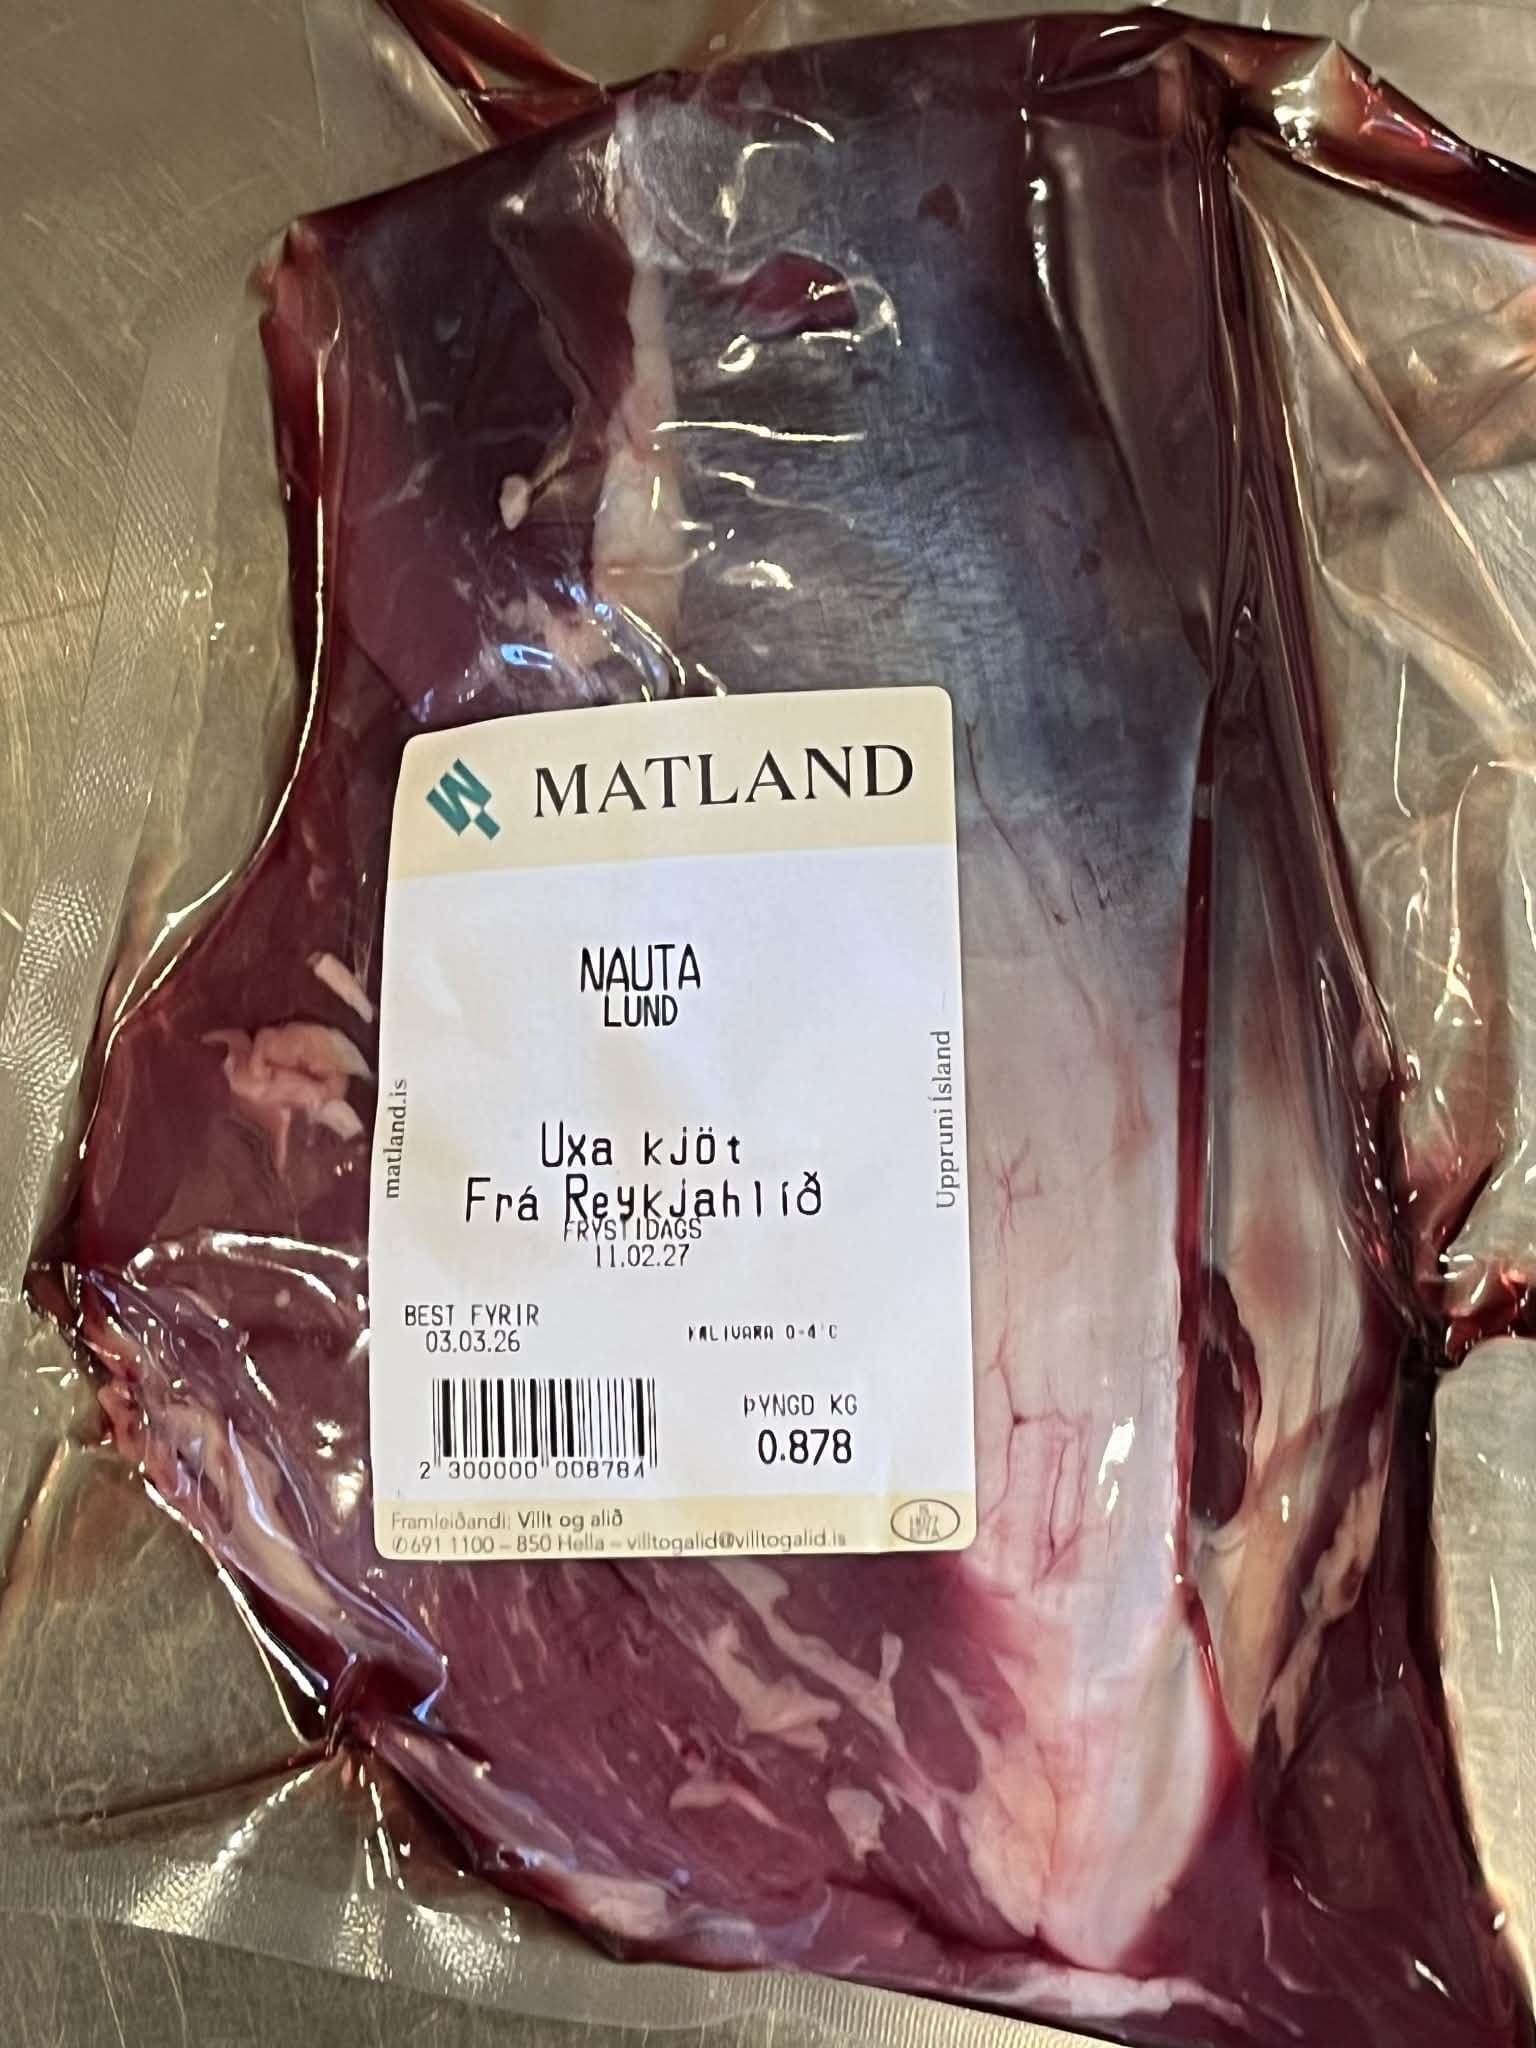 MATLAND
NAUTA
LUND
Uxa kjöt
Frá Reykjahlíð
FRYSTIDAGS
11.02.27
BEST FYRIR
03.03.26
KÆLIVARA 0-4°C
ÞYNGD KG
0.878
2 300000 008784
matland.is
Uppruni Ísland
Framleiðandi: Villt og alið
✆691 1100 – 850 Hella – villtogalid@villtogalid.is